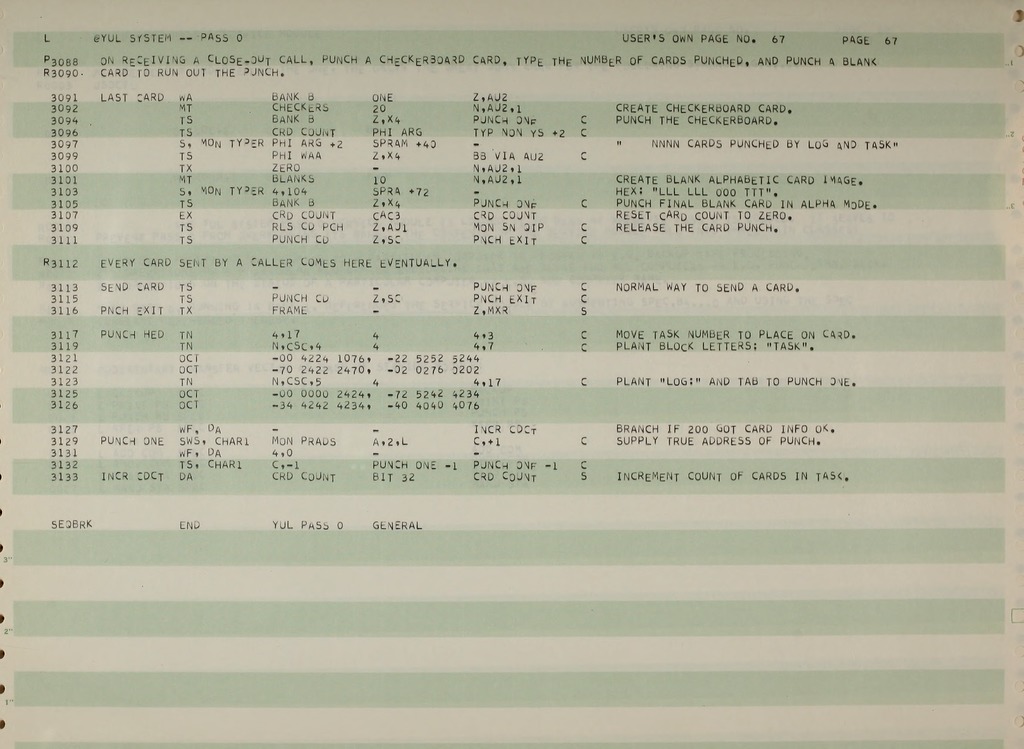 L @YUL SYSTEM -- PASS 0 USER'S OWN PAGE NO. 67 PAGE 67
P3088 ON RECEIVING A CLOSE-OUT CALL, PUNCH A CHECKERBOARD CARD, TYPE THE NUMBER OF CARDS PUNCHED, AND PUNCH A BLANK
R3090 CARD TO RUN OUT THE PUNCH.
3091 LAST CARD WA BANK B ONE Z,AU2
3092 MT CHECKERS 20 N,AU2,1 CREATE CHECKERBOARD CARD.
3094 TS BANK B Z,X4 PUNCH ONE C PUNCH THE CHECKERBOARD.
3096 TS CRD COUNT PHI ARG TYP NON YS +2 C
3097 S, MON TYPER PHI ARG +2 SPRAM +40 - " NNNN CARDS PUNCHED BY LOG AND TASK"
3099 TS PHI WAA Z,X4 BB VIA AU2 C
3100 TX ZERO - N,AU2,1
3101 MT BLANKS 10 N,AU2,1 CREATE BLANK ALPHABETIC CARD IMAGE.
3103 S, MON TYPER 4,104 SPRA +72 - HEX: "LLL LLL 000 TTT".
3105 TS BANK B Z,X4 PUNCH ONE C PUNCH FINAL BLANK CARD IN ALPHA MODE.
3107 EX CRD COUNT CAC3 CRD COUNT RESET CARD COUNT TO ZERO.
3109 TS RLS CD PCH Z,AJ1 MON SN DIP C RELEASE THE CARD PUNCH.
3111 TS PUNCH CD Z,SC PNCH EXIT C
R3112 EVERY CARD SENT BY A CALLER COMES HERE EVENTUALLY.
3113 SEND CARD TS - - PUNCH ONE C NORMAL WAY TO SEND A CARD.
3115 TS PUNCH CD Z,SC PNCH EXIT C
3116 PNCH EXIT TX FRAME - Z,MXR S
3117 PUNCH HED TN 4,17 4 4,3 C MOVE TASK NUMBER TO PLACE ON CARD.
3119 TN N,CSC,4 4 4,7 C PLANT BLOCK LETTERS: "TASK".
3121 OCT -00 4224 1076, -22 5252 5244
3122 OCT -70 2422 2470, -02 0276 0202
3123 TN N,CSC,5 4 4,17 C PLANT "LOG:" AND TAB TO PUNCH ONE.
3125 OCT -00 0000 2424, -72 5242 4234
3126 OCT -34 4242 4234, -40 4040 4076
3127 WF, DA - - INCR CDCT BRANCH IF 200 GOT CARD INFO OK.
3129 PUNCH ONE SWS, CHAR1 MON PRADS A,2,L C,+1 C SUPPLY TRUE ADDRESS OF PUNCH.
3131 WF, DA 4,0 - -
3132 TS, CHAR1 C,-1 PUNCH ONE -1 PUNCH ONE -1 C
3133 INCR CDCT DA CRD COUNT BIT 32 CRD COUNT S INCREMENT COUNT OF CARDS IN TASK.
SEQBRK END YUL PASS 0 GENERAL
3"
2"
1"